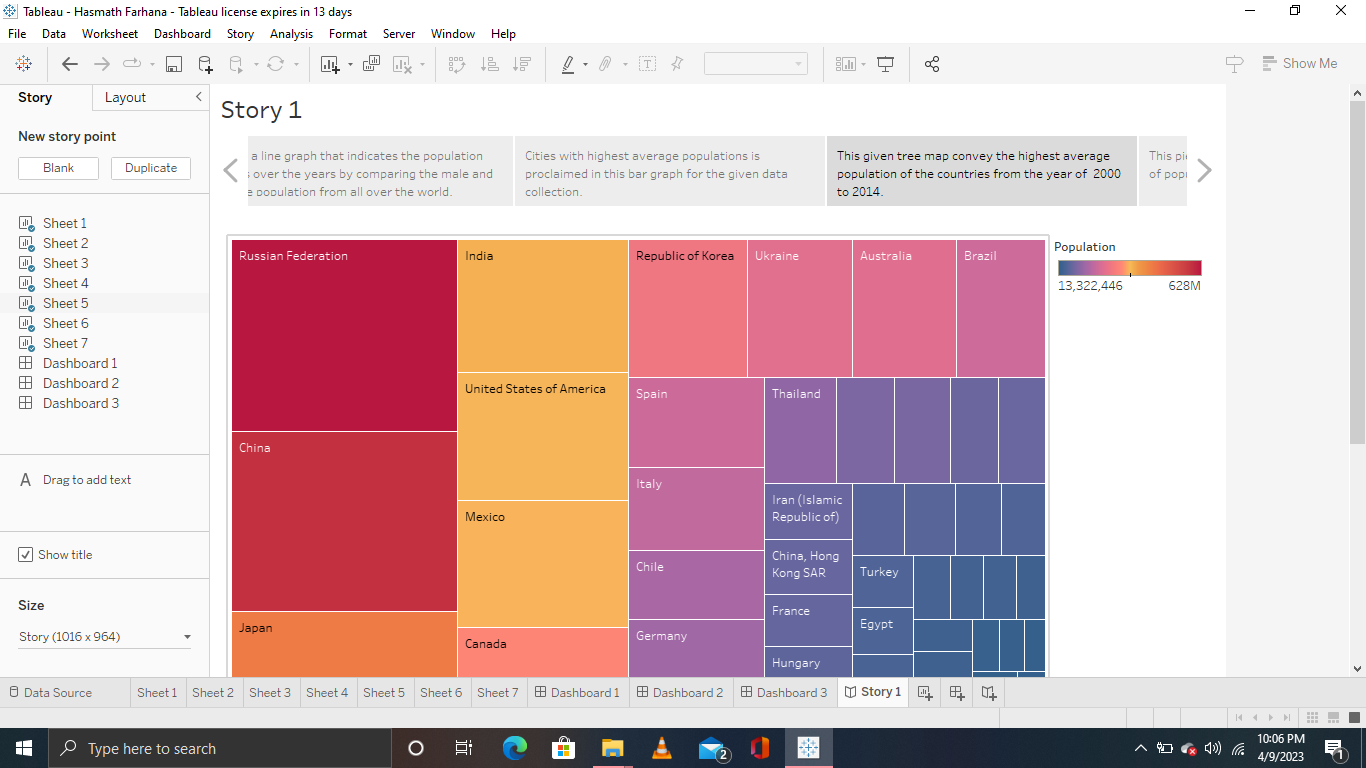 Tableau - Hasmath Farhana - Tableau license expires in 13 days
File Data Worksheet Dashboard Story Analysis Format Server Window Help
Show Me
Story Layout
New story point
Blank Duplicate
Sheet 1
Sheet 2
Sheet 3
Sheet 4
Sheet 5
Sheet 6
Sheet 7
Dashboard 1
Dashboard 2
Dashboard 3
A Drag to add text
Show title
Size
Story (1016 x 964)
Story 1
a line graph that indicates the population
s over the years by comparing the male and
e population from all over the world.
Cities with highest average populations is
proclaimed in this bar graph for the given data
collection.
This given tree map convey the highest average
population of the countries from the year of 2000
to 2014.
This pi
of pop
Russian Federation
China
Japan
India
United States of America
Mexico
Canada
Republic of Korea
Ukraine
Australia
Brazil
Spain
Italy
Chile
Germany
Thailand
Iran (Islamic
Republic of)
China, Hong
Kong SAR
France
Hungary
Turkey
Egypt
Population
13,322,446 628M
Data Source Sheet 1 Sheet 2 Sheet 3 Sheet 4 Sheet 5 Sheet 6 Sheet 7 Dashboard 1 Dashboard 2 Dashboard 3 Story 1
Type here to search
2
10:06 PM
4/9/2023
1